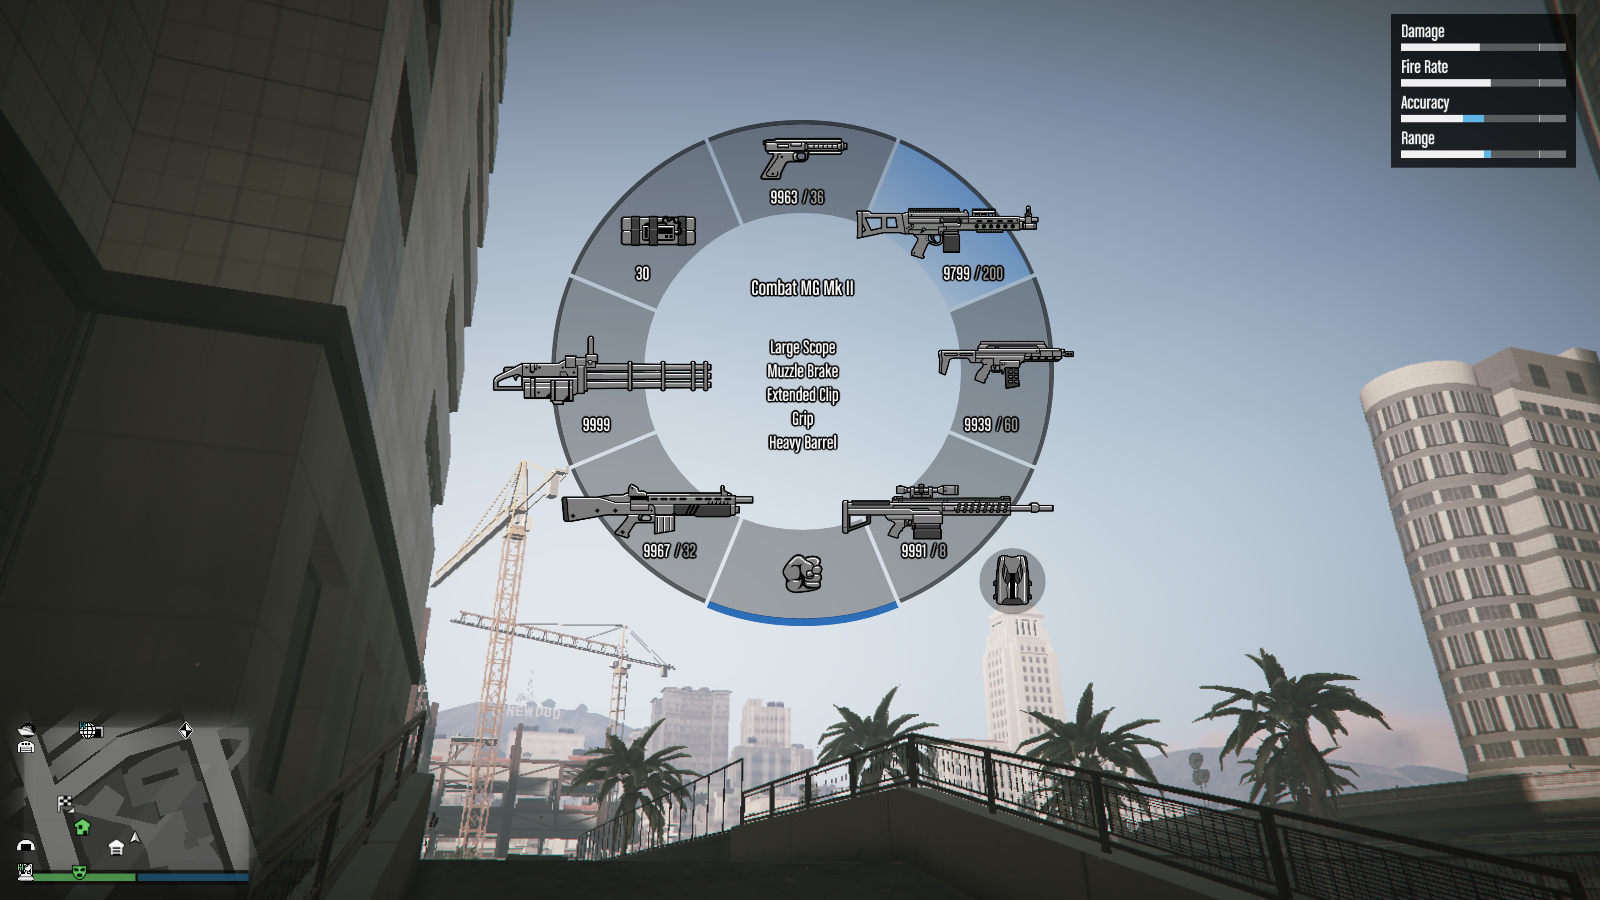 Damage
Fire Rate
Accuracy
Range
9963 / 36
30
9799 / 200
Combat MG Mk II
Large Scope
Muzzle Brake
Extended Clip
Grip
Heavy Barrel
9999
9939 / 60
9967 / 32
9991 / 8
NEWOOD